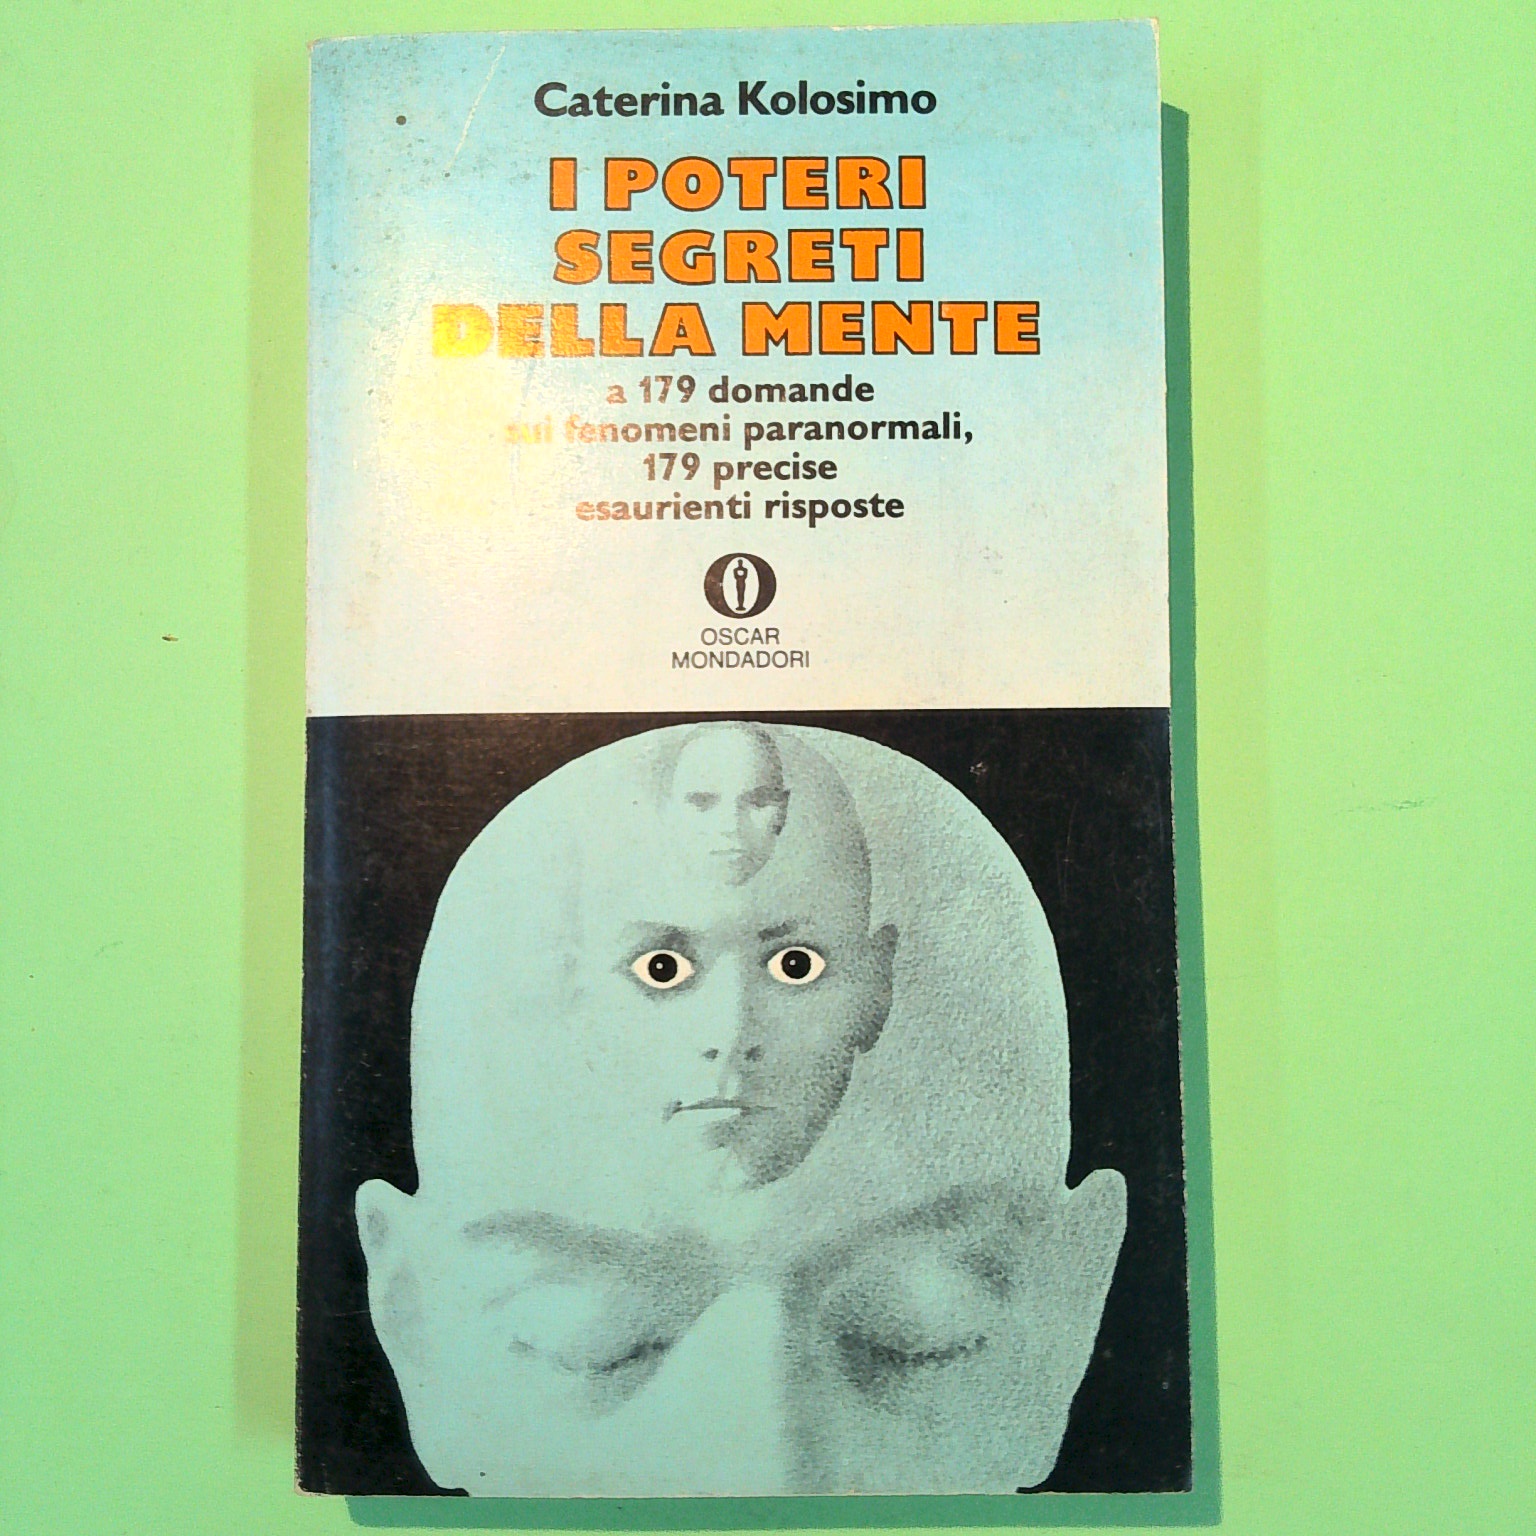 Caterina Kolosimo
I POTERI
SEGRETI
DELLA MENTE
a 179 domande
sui fenomeni paranormali,
179 precise
esaurienti risposte
OSCAR
MONDADORI